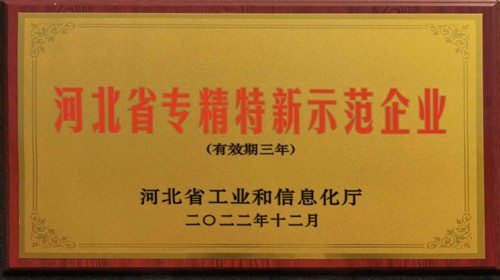 河北省专精特新示范企业
(有效期三年)
河北省工业和信息化厅
二〇二二年十二月